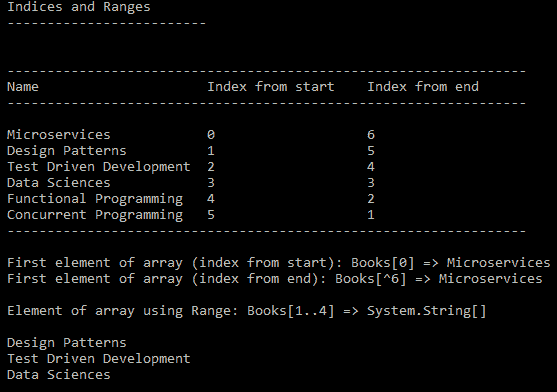 Indices and Ranges
-------------------------
-----------------------------------------------------------------
Name Index from start Index from end
-----------------------------------------------------------------
Microservices 0 6
Design Patterns 1 5
Test Driven Development 2 4
Data Sciences 3 3
Functional Programming 4 2
Concurrent Programming 5 1
-----------------------------------------------------------------
First element of array (index from start): Books[0] => Microservices
First element of array (index from end): Books[^6] => Microservices
Element of array using Range: Books[1..4] => System.String[]
Design Patterns
Test Driven Development
Data Sciences